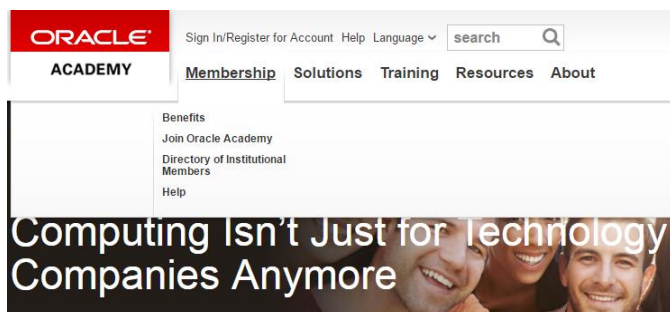 ORACLE®
ACADEMY
Sign In/Register for Account Help Language
search
Membership Solutions Training Resources About
Benefits
Join Oracle Academy
Directory of Institutional
Members
Help
Computing Isn't Just for Technology
Companies Anymore